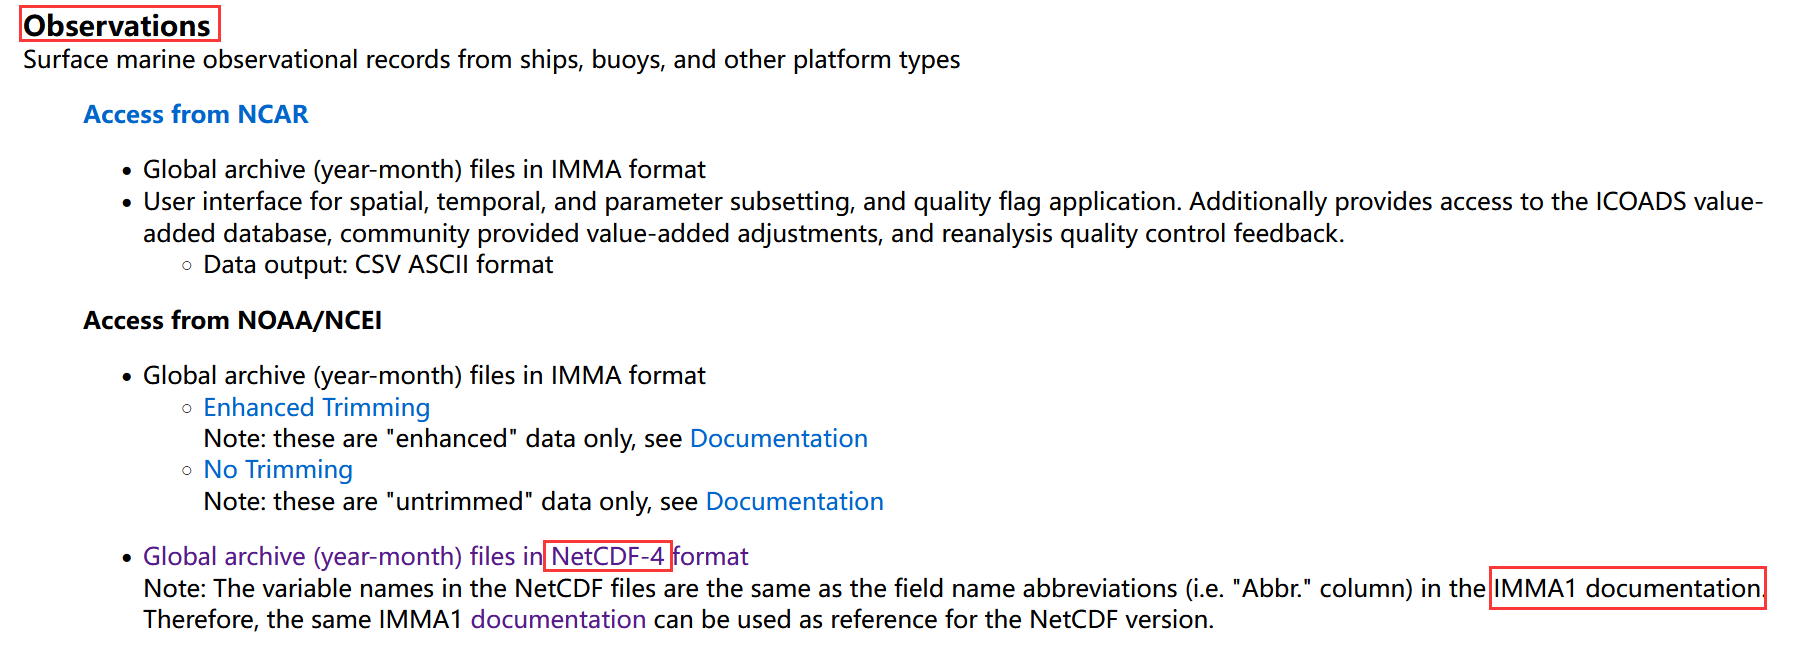 Observations
Surface marine observational records from ships, buoys, and other platform types
Access from NCAR
• Global archive (year-month) files in IMMA format
• User interface for spatial, temporal, and parameter subsetting, and quality flag application. Additionally provides access to the ICOADS value-
added database, community provided value-added adjustments, and reanalysis quality control feedback.
○ Data output: CSV ASCII format
Access from NOAA/NCEI
• Global archive (year-month) files in IMMA format
○ Enhanced Trimming
Note: these are "enhanced" data only, see Documentation
○ No Trimming
Note: these are "untrimmed" data only, see Documentation
• Global archive (year-month) files in NetCDF-4 format
Note: The variable names in the NetCDF files are the same as the field name abbreviations (i.e. "Abbr." column) in the IMMA1 documentation.
Therefore, the same IMMA1 documentation can be used as reference for the NetCDF version.